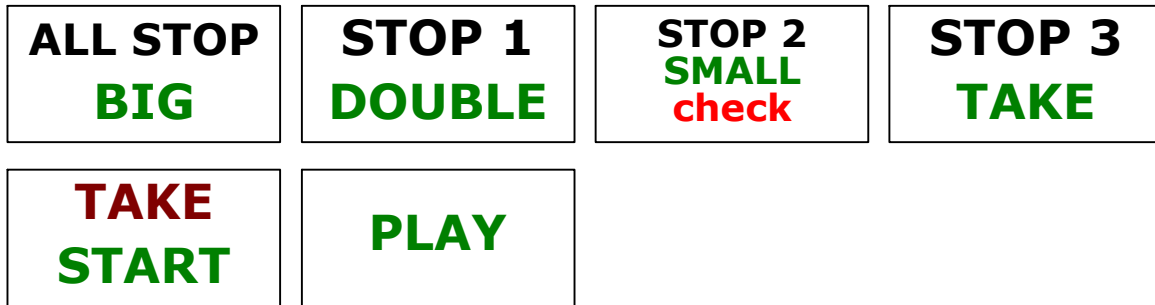 ALL STOP
BIG
STOP 1
DOUBLE
STOP 2
SMALL
check
STOP 3
TAKE
TAKE
START
PLAY